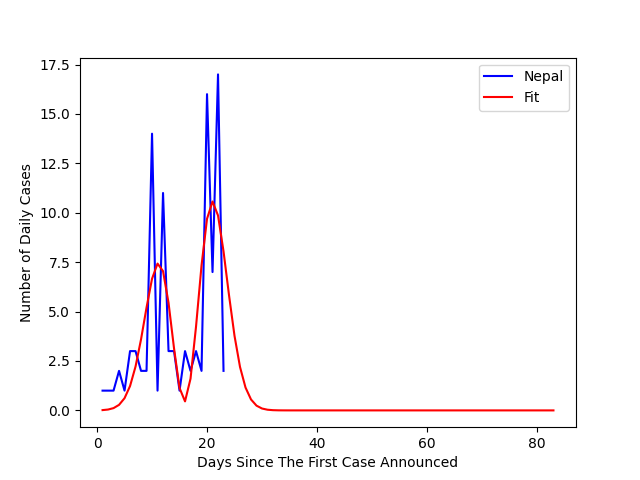 17.5
15.0
12.5
10.0
7.5
5.0
2.5
0.0
Number of Daily Cases
Nepal
Fit
0 20 40 60 80
Days Since The First Case Announced